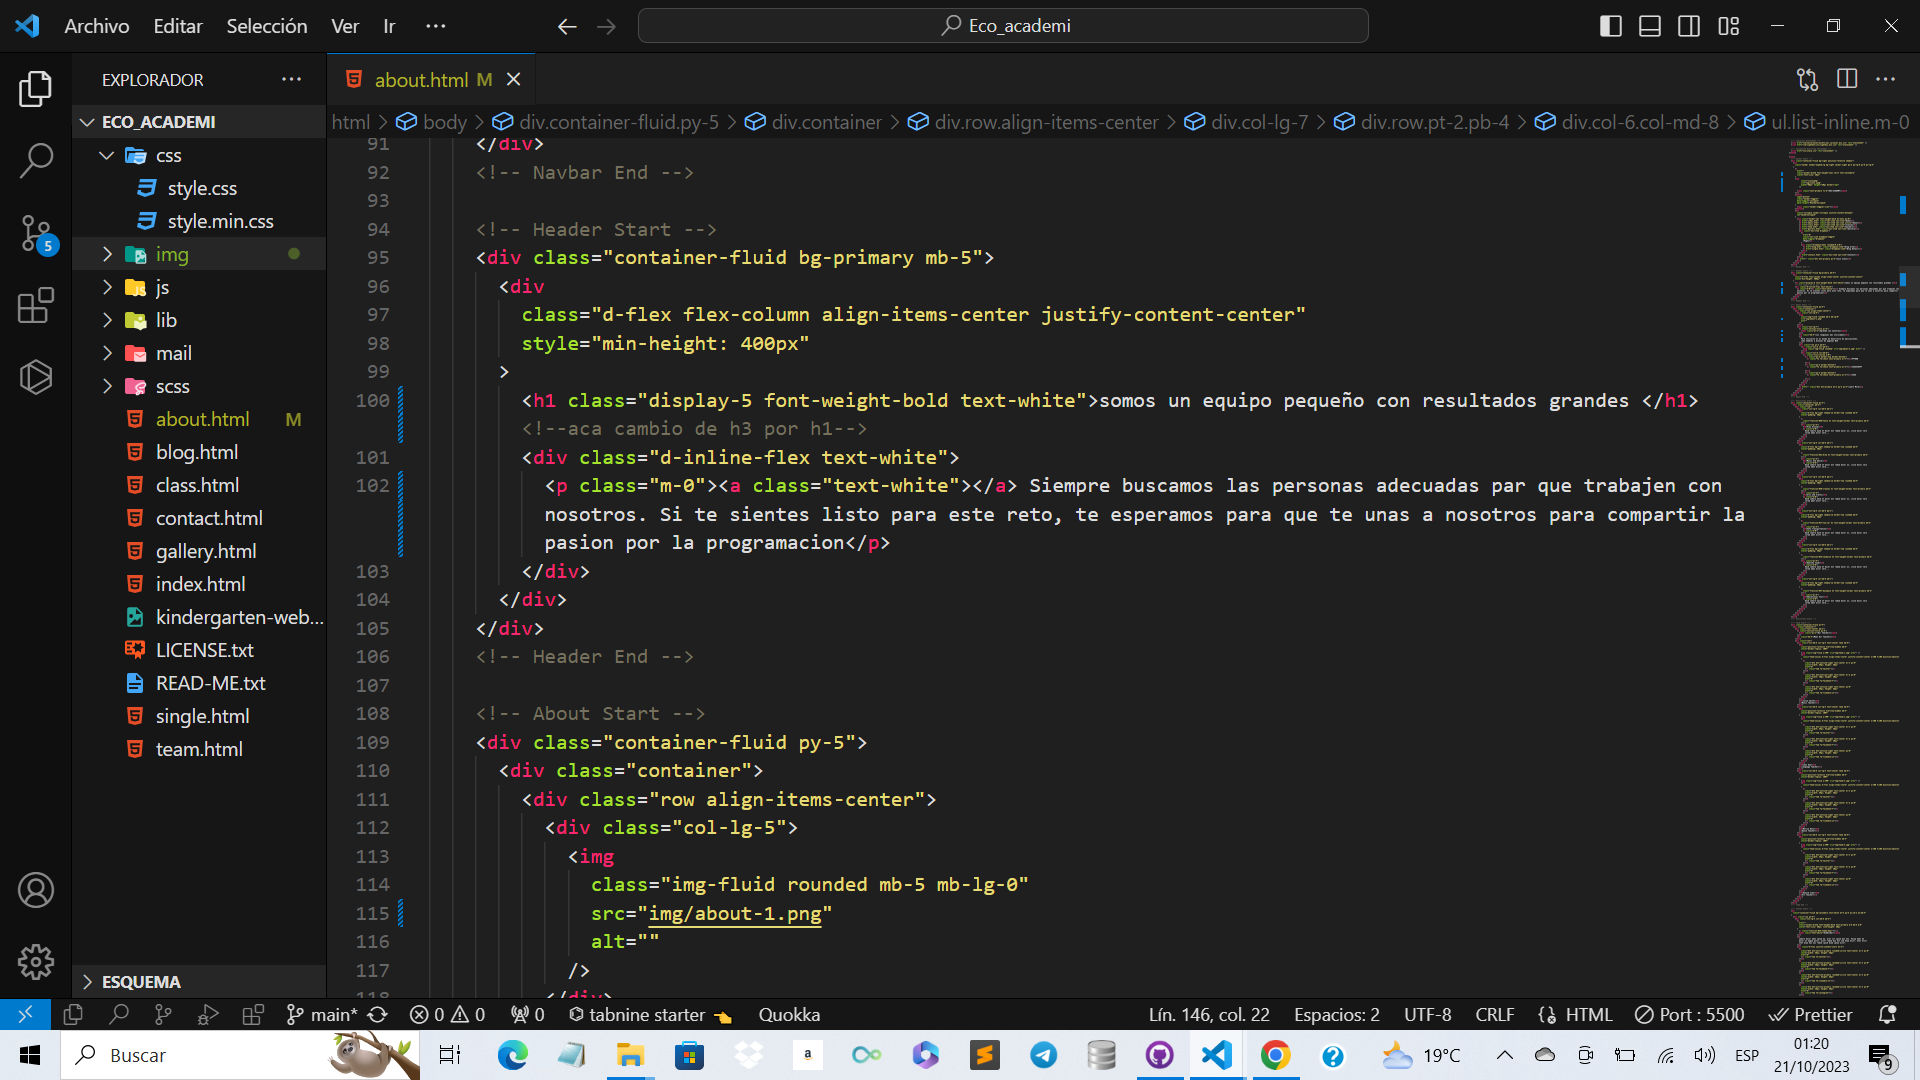 Archivo Editar Selección Ver Ir ··· Eco_academi
EXPLORADOR ···
ECO_ACADEMI
css
style.css
style.min.css
img
js
lib
mail
scss
about.html M
blog.html
class.html
contact.html
gallery.html
index.html
kindergarten-web...
LICENSE.txt
READ-ME.txt
single.html
team.html
ESQUEMA
5
about.html M
html > body > div.container-fluid.py-5 > div.container > div.row.align-items-center > div.col-lg-7 > div.row.pt-2.pb-4 > div.col-6.col-md-8 > ul.list-inline.m-0
91 </div>
92 <!-- Navbar End -->
93
94 <!-- Header Start -->
95 <div class="container-fluid bg-primary mb-5">
96 <div
97 class="d-flex flex-column align-items-center justify-content-center"
98 style="min-height: 400px"
99 >
100 <h1 class="display-5 font-weight-bold text-white">somos un equipo pequeño con resultados grandes </h1>
<!--aca cambio de h3 por h1-->
101 <div class="d-inline-flex text-white">
102 <p class="m-0"><a class="text-white"></a> Siempre buscamos las personas adecuadas par que trabajen con
nosotros. Si te sientes listo para este reto, te esperamos para que te unas a nosotros para compartir la
pasion por la programacion</p>
103 </div>
104 </div>
105 </div>
106 <!-- Header End -->
107
108 <!-- About Start -->
109 <div class="container-fluid py-5">
110 <div class="container">
111 <div class="row align-items-center">
112 <div class="col-lg-5">
113 <img
114 class="img-fluid rounded mb-5 mb-lg-0"
115 src="img/about-1.png"
116 alt=""
117 />
118 </div>
main* 0 0 0 tabnine starter Quokka Lín. 146, col. 22 Espacios: 2 UTF-8 CRLF HTML Port : 5500 Prettier
Buscar 19°C ESP 01:20
21/10/2023 9